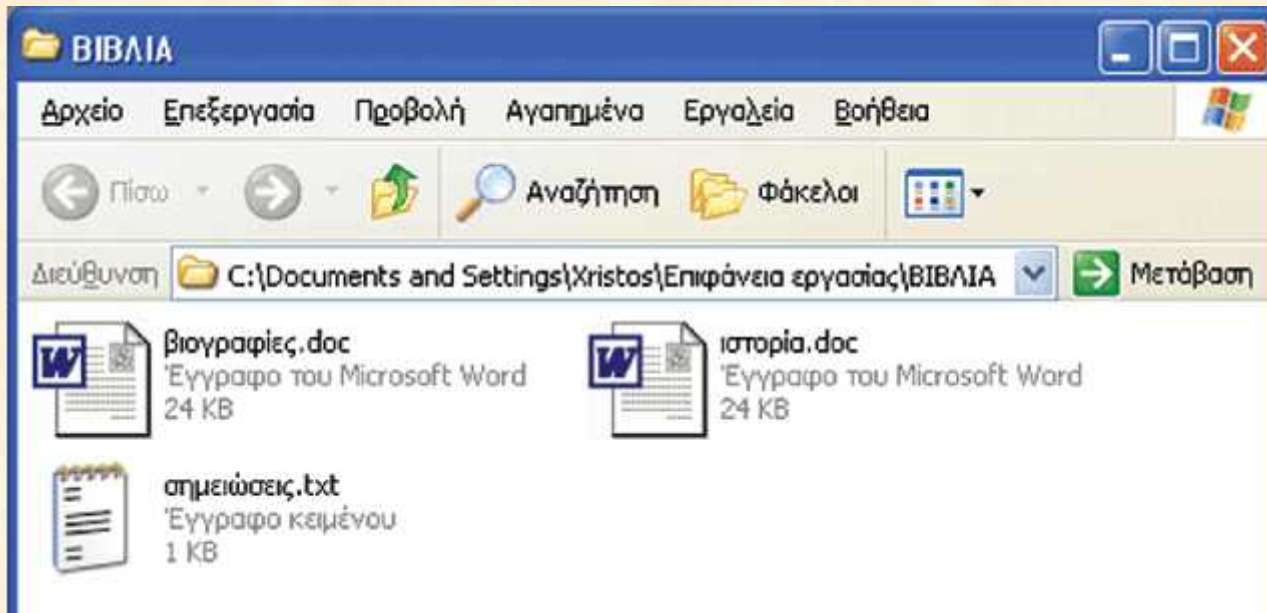 ΒΙΒΛΙΑ
Αρχείο Επεξεργασία Προβολή Αγαπημένα Εργαλεία Βοήθεια
Πίσω Αναζήτηση Φάκελοι
Διεύθυνση C:\Documents and Settings\Xristos\Επιφάνεια εργασίας\ΒΙΒΛΙΑ Μετάβαση
βιογραφίες.doc
Έγγραφο του Microsoft Word
24 KB
ιστορία.doc
Έγγραφο του Microsoft Word
24 KB
σημειώσεις.txt
Έγγραφο κειμένου
1 KB